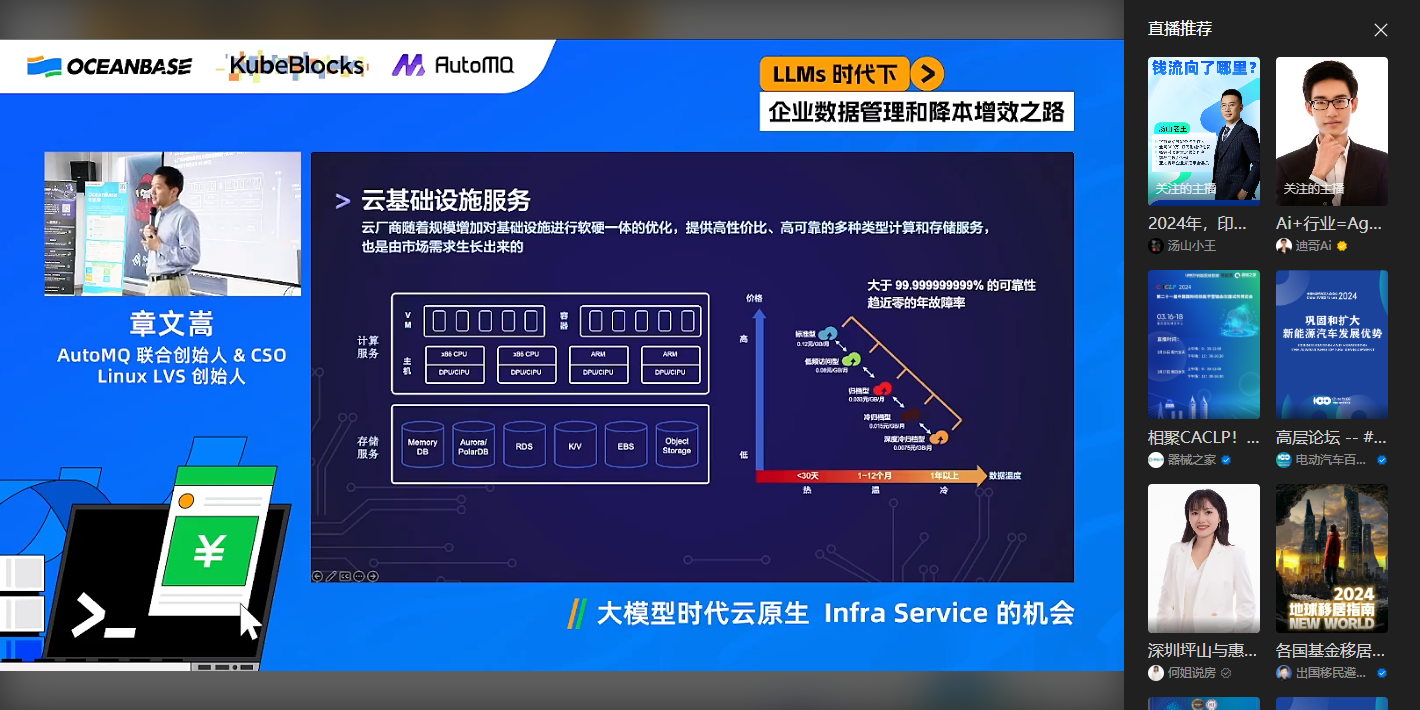 OCEANBASE
KubeBlocks
AutoMQ
LLMs 时代下
企业数据管理和降本增效之路
章文嵩
AutoMQ 联合创始人 & CSO
Linux LVS 创始人
> 云基础设施服务
云厂商随着规模增加对基础设施进行软硬一体的优化，提供高性价比、高可靠的多种类型计算和存储服务，
也是由市场需求生长出来的
计算
服务
VM
容器
主机
x86 CPU
DPU/CIPU
x86 CPU
DPU/CIPU
ARM
DPU/CIPU
ARM
DPU/CIPU
存储
服务
Memory
DB
Aurora/
PolarDB
RDS
K/V
EBS
Object
Storage
大于 99.999999999% 的可靠性
趋近零的年故障率
价格
高
低
标准型
0.12元/GB/月
低频访问型
0.08元/GB/月
归档型
0.033元/GB/月
冷归档型
0.015元/GB/月
深度冷归档型
0.0075元/GB/月
<30天
1~12个月
1年以上
数据温度
热
温
冷
¥
>_
// 大模型时代云原生 Infra Service 的机会
直播推荐
钱流向了哪里?
汤山老王
关注的主播
2024年，印...
汤山小王
关注的主播
Ai+行业=Ag...
迪哥Ai
CACLP 2024
03.16-18
相聚CACLP！...
器械之家
2024
巩固和扩大
新能源汽车发展优势
高层论坛 -- #...
电动汽车百...
深圳坪山与惠...
何姐说房
2024
地球移居指南
NEW WORLD
各国基金移居...
出国移民避...